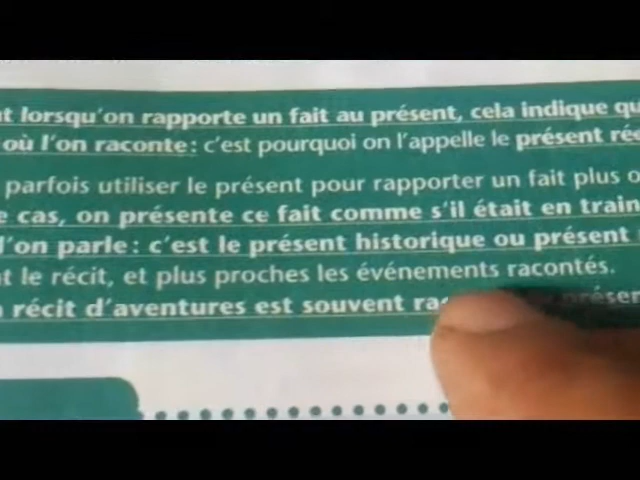 lorsqu'on rapporte un fait au présent, cela indique
où l'on raconte : c'est pourquoi on l'appelle le présent
parfois utiliser le présent pour rapporter un fait plus
cas, on présente ce fait comme s'il était en train
l'on parle : c'est le présent historique ou présent
le récit, et plus proches les événements racontés.
récit d'aventures est souvent